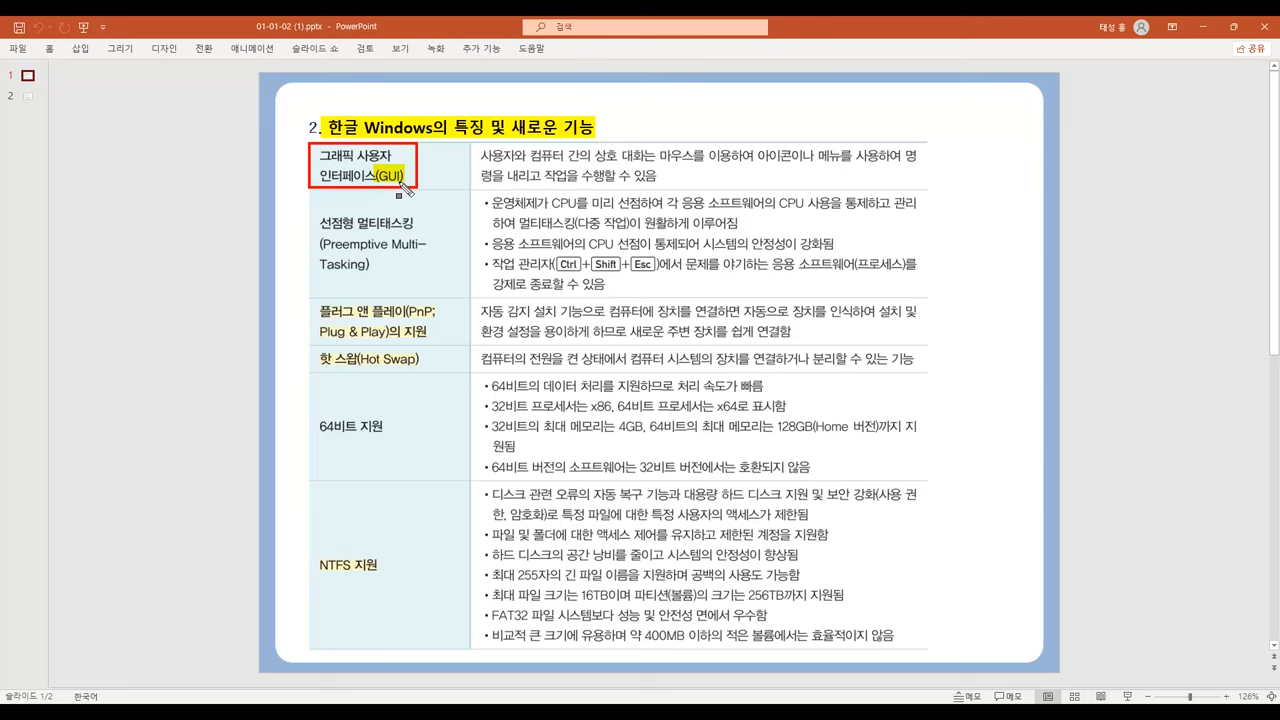 01-01-02 (1).pptx - PowerPoint
검색
태성 홍
파일 홈 삽입 그리기 디자인 전환 애니메이션 슬라이드 쇼 검토 보기 녹화 추가 기능 도움말
공유
1
2
2. 한글 Windows의 특징 및 새로운 기능
그래픽 사용자
인터페이스(GUI)
사용자와 컴퓨터 간의 상호 대화는 마우스를 이용하여 아이콘이나 메뉴를 사용하여 명
령을 내리고 작업을 수행할 수 있음
선점형 멀티태스킹
(Preemptive Multi-
Tasking)
• 운영체제가 CPU를 미리 선점하여 각 응용 소프트웨어의 CPU 사용을 통제하고 관리
하여 멀티태스킹(다중 작업)이 원활하게 이루어짐
• 응용 소프트웨어의 CPU 선점이 통제되어 시스템의 안정성이 강화됨
• 작업 관리자(Ctrl+Shift+Esc)에서 문제를 야기하는 응용 소프트웨어(프로세스)를
강제로 종료할 수 있음
플러그 앤 플레이(PnP;
Plug & Play)의 지원
자동 감지 설치 기능으로 컴퓨터에 장치를 연결하면 자동으로 장치를 인식하여 설치 및
환경 설정을 용이하게 하므로 새로운 주변 장치를 쉽게 연결함
핫 스왑(Hot Swap)
컴퓨터의 전원을 켠 상태에서 컴퓨터 시스템의 장치를 연결하거나 분리할 수 있는 기능
64비트 지원
• 64비트의 데이터 처리를 지원하므로 처리 속도가 빠름
• 32비트 프로세서는 x86, 64비트 프로세서는 x64로 표시함
• 32비트의 최대 메모리는 4GB, 64비트의 최대 메모리는 128GB(Home 버전)까지 지
원됨
• 64비트 버전의 소프트웨어는 32비트 버전에서는 호환되지 않음
NTFS 지원
• 디스크 관련 오류의 자동 복구 기능과 대용량 하드 디스크 지원 및 보안 강화(사용 권
한, 암호화)로 특정 파일에 대한 특정 사용자의 액세스가 제한됨
• 파일 및 폴더에 대한 액세스 제어를 유지하고 제한된 계정을 지원함
• 하드 디스크의 공간 낭비를 줄이고 시스템의 안정성이 향상됨
• 최대 255자의 긴 파일 이름을 지원하며 공백의 사용도 가능함
• 최대 파일 크기는 16TB이며 파티션(볼륨)의 크기는 256TB까지 지원됨
• FAT32 파일 시스템보다 성능 및 안전성 면에서 우수함
• 비교적 큰 크기에 유용하며 약 400MB 이하의 적은 볼륨에서는 효율적이지 않음
슬라이드 1/2 한국어
메모 메모 126%